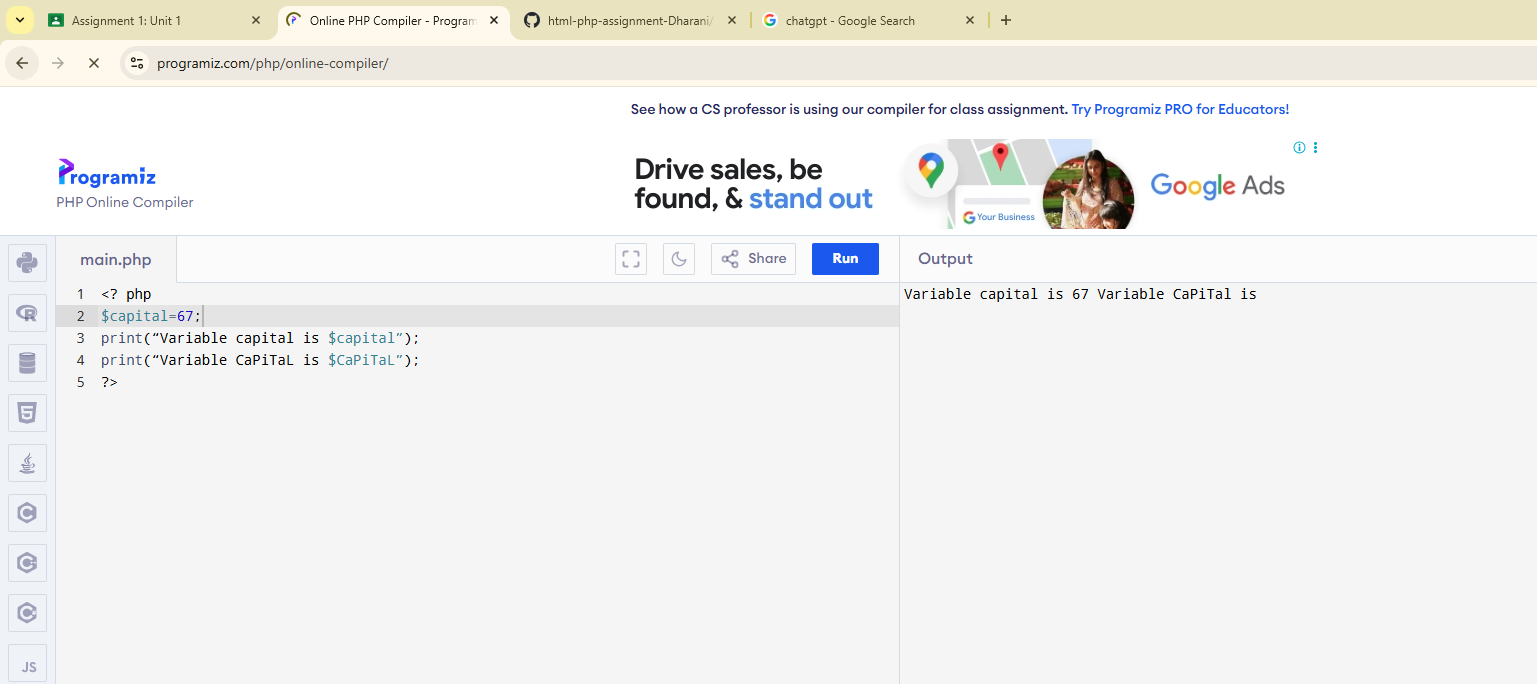 Assignment 1: Unit 1
Online PHP Compiler - Program
html-php-assignment-Dharani/
chatgpt - Google Search
programiz.com/php/online-compiler/
See how a CS professor is using our compiler for class assignment. Try Programiz PRO for Educators!
Programiz
PHP Online Compiler
Drive sales, be
found, & stand out
Your Business
Google Ads
main.php
Share
Run
Output
1 <? php
2 $capital=67;
3 print(“Variable capital is $capital”);
4 print(“Variable CaPiTaL is $CaPiTaL”);
5 ?>
Variable capital is 67 Variable CaPiTal is
JS